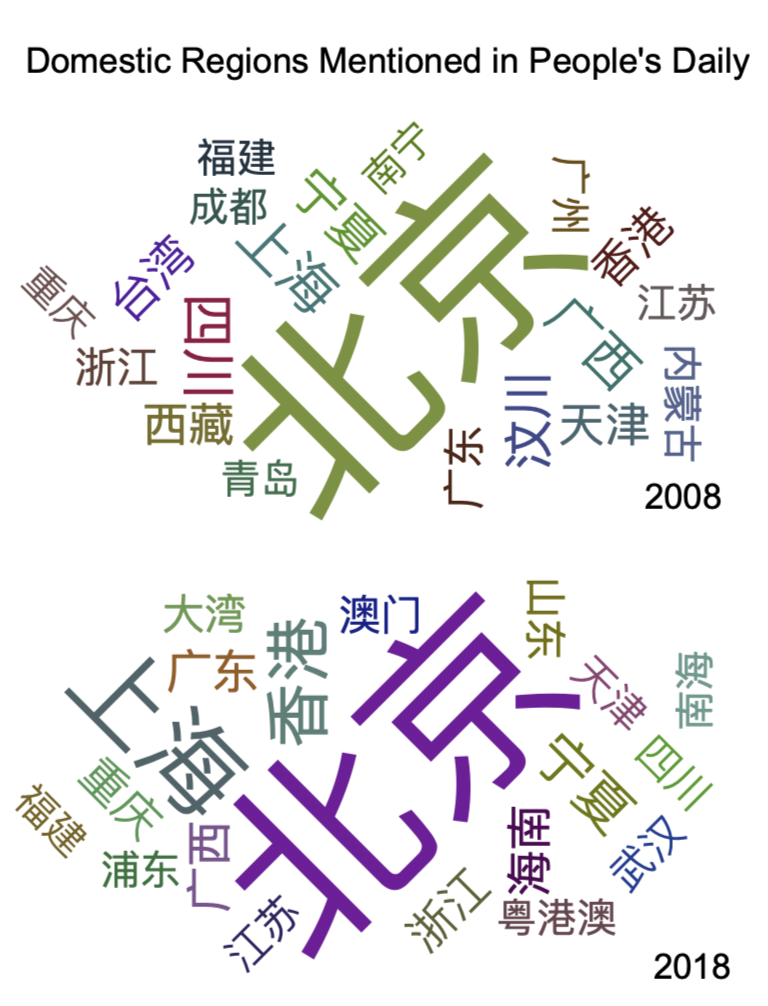 Domestic Regions Mentioned in People's Daily
福建
南宁
成都
宁夏
广州
台湾
上海
香港
重庆
四川
北京
江苏
浙江
广西
内蒙古
西藏
汶川
天津
青岛
广东
2008
大湾
澳门
山东
广东
香港
天津
南海
上海
北京
重庆
宁夏
四川
福建
广西
海南
武汉
浦东
江苏
浙江
粤港澳
2018